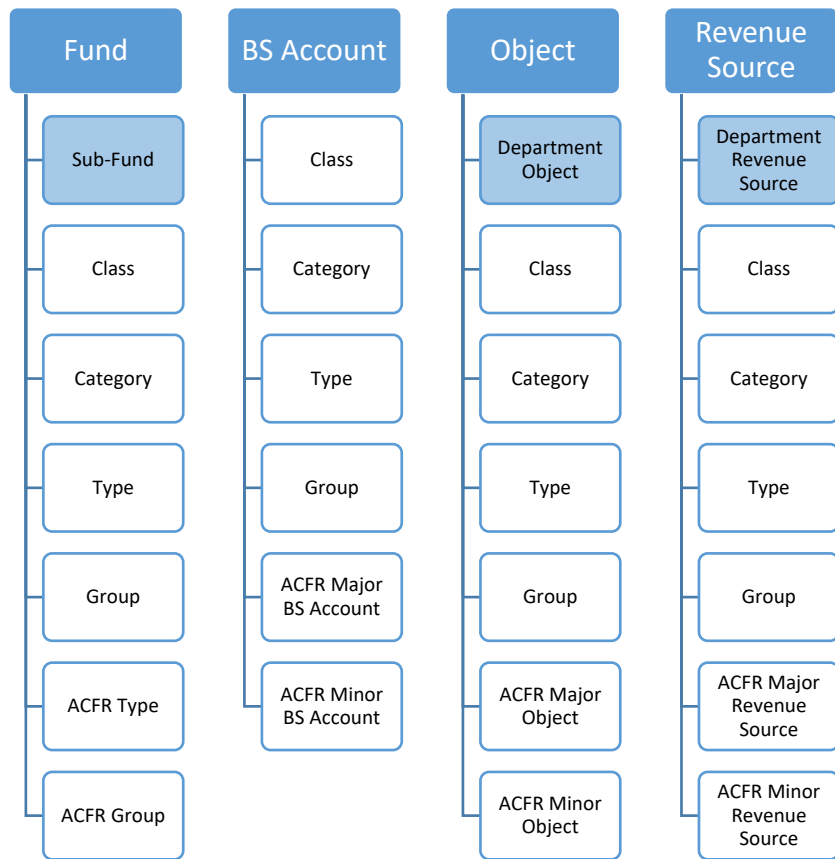 Fund
Sub-Fund
Class
Category
Type
Group
ACFR Type
ACFR Group
BS Account
Class
Category
Type
Group
ACFR Major
BS Account
ACFR Minor
BS Account
Object
Department
Object
Class
Category
Type
Group
ACFR Major
Object
ACFR Minor
Object
Revenue
Source
Department
Revenue
Source
Class
Category
Type
Group
ACFR Major
Revenue
Source
ACFR Minor
Revenue
Source